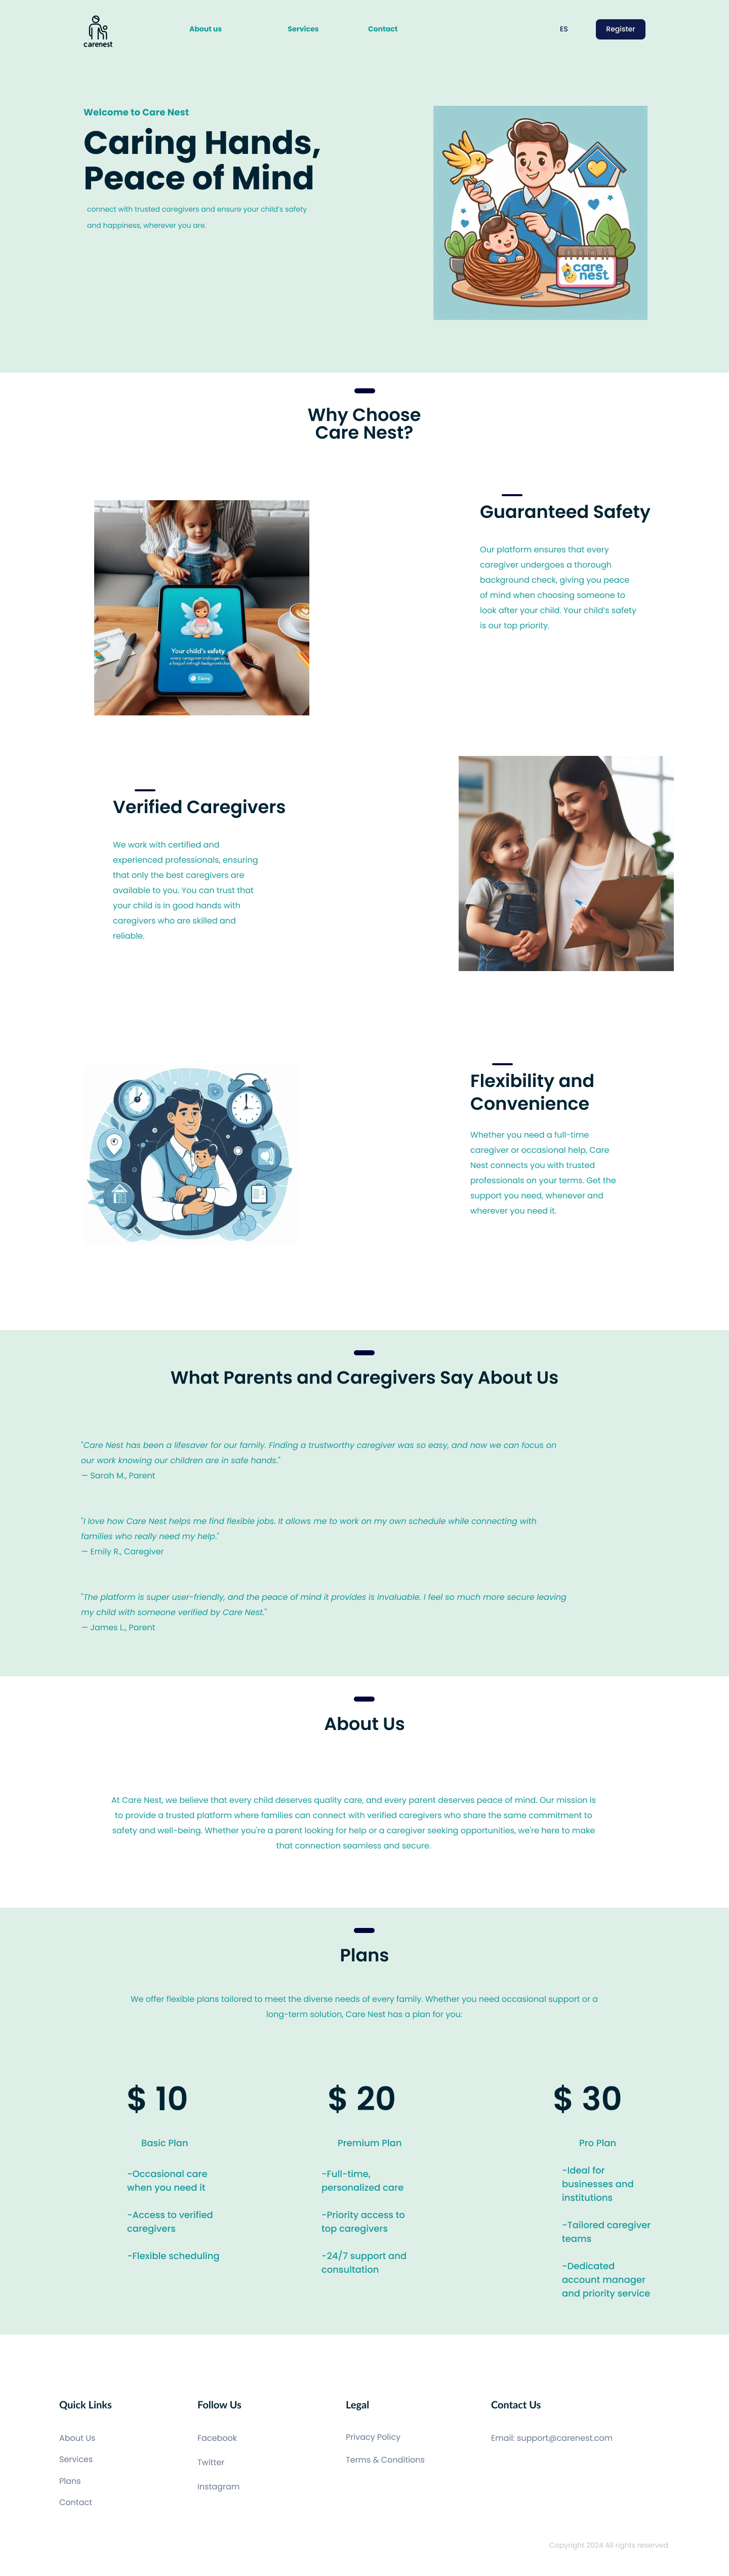 carenest
About us
Services
Contact
ES
Register
Welcome to Care Nest
Caring Hands,
Peace of Mind
connect with trusted caregivers and ensure your child's safety
and happiness, wherever you are.
care
nest
Why Choose
Care Nest?
Guaranteed Safety
Our platform ensures that every
caregiver undergoes a thorough
background check, giving you peace
of mind when choosing someone to
look after your child. Your child's safety
is our top priority.
Your child's safety
Verified Caregivers
We work with certified and
experienced professionals, ensuring
that only the best caregivers are
available to you. You can trust that
your child is in good hands with
caregivers who are skilled and
reliable.
Flexibility and
Convenience
Whether you need a full-time
caregiver or occasional help, Care
Nest connects you with trusted
professionals on your terms. Get the
support you need, whenever and
wherever you need it.
What Parents and Caregivers Say About Us
"Care Nest has been a lifesaver for our family. Finding a trustworthy caregiver was so easy, and now we can focus on
our work knowing our children are in safe hands."
— Sarah M., Parent
"I love how Care Nest helps me find flexible jobs. It allows me to work on my own schedule while connecting with
families who really need my help."
— Emily R., Caregiver
"The platform is super user-friendly, and the peace of mind it provides is invaluable. I feel so much more secure leaving
my child with someone verified by Care Nest."
— James L., Parent
About Us
At Care Nest, we believe that every child deserves quality care, and every parent deserves peace of mind. Our mission is
to provide a trusted platform where families can connect with verified caregivers who share the same commitment to
safety and well-being. Whether you're a parent looking for help or a caregiver seeking opportunities, we're here to make
that connection seamless and secure.
Plans
We offer flexible plans tailored to meet the diverse needs of every family. Whether you need occasional support or a
long-term solution, Care Nest has a plan for you:
$ 10
Basic Plan
-Occasional care
when you need it
-Access to verified
caregivers
-Flexible scheduling
$ 20
Premium Plan
-Full-time,
personalized care
-Priority access to
top caregivers
-24/7 support and
consultation
$ 30
Pro Plan
-Ideal for
businesses and
institutions
-Tailored caregiver
teams
-Dedicated
account manager
and priority service
Quick Links
About Us
Services
Plans
Contact
Follow Us
Facebook
Twitter
Instagram
Legal
Privacy Policy
Terms & Conditions
Contact Us
Email: support@carenest.com
Copyright 2024 All rights reserved.